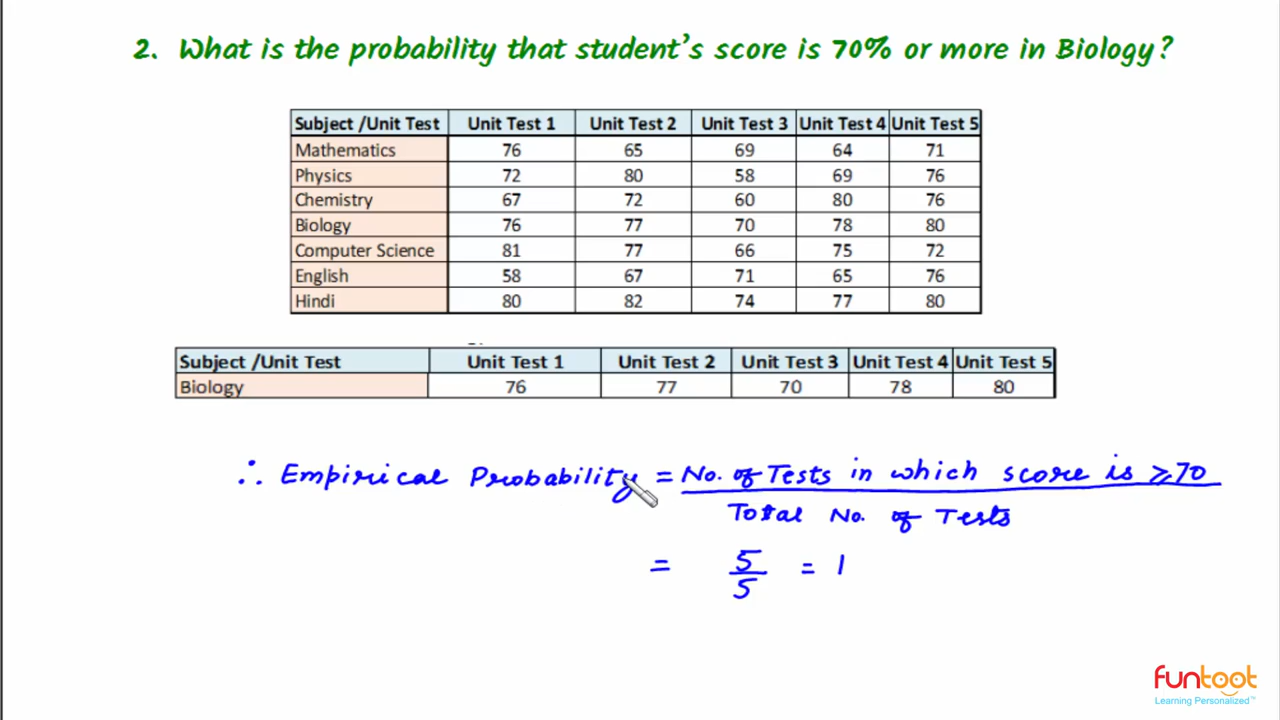 2. What is the probability that student's score is 70% or more in Biology?
Subject /Unit Test Unit Test 1 Unit Test 2 Unit Test 3 Unit Test 4 Unit Test 5
Mathematics 76 65 69 64 71
Physics 72 80 58 69 76
Chemistry 67 72 60 80 76
Biology 76 77 70 78 80
Computer Science 81 77 66 75 72
English 58 67 71 65 76
Hindi 80 82 74 77 80
Subject /Unit Test Unit Test 1 Unit Test 2 Unit Test 3 Unit Test 4 Unit Test 5
Biology 76 77 70 78 80
∴ Empirical Probability = No. of Tests in which score is ≥ 70
Total No. of Tests
= 5/5 = 1
funtoot
Learning Personalized™